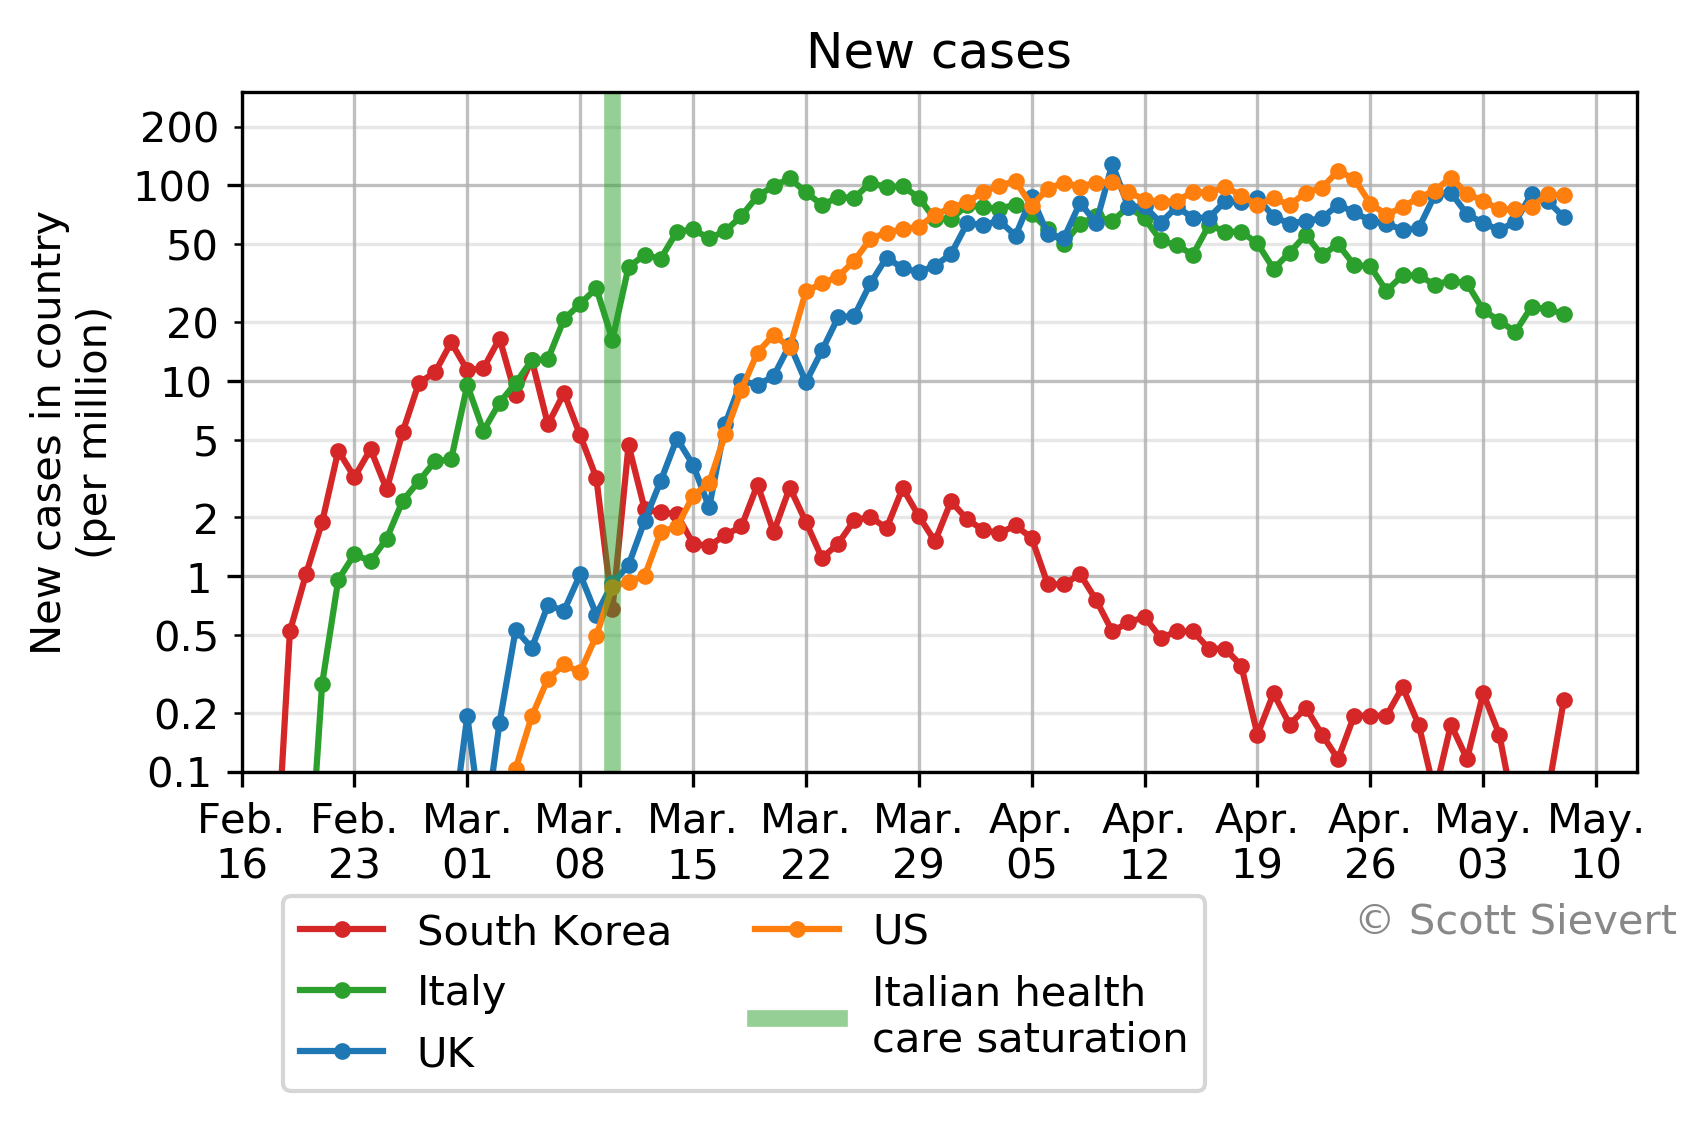 New cases
New cases in country
(per million)
200
100
50
20
10
5
2
1
0.5
0.2
0.1
Feb. Feb. Mar. Mar. Mar. Mar. Mar. Apr. Apr. Apr. Apr. May. May.
16 23 01 08 15 22 29 05 12 19 26 03 10
© Scott Sievert
South Korea
Italy
UK
US
Italian health
care saturation